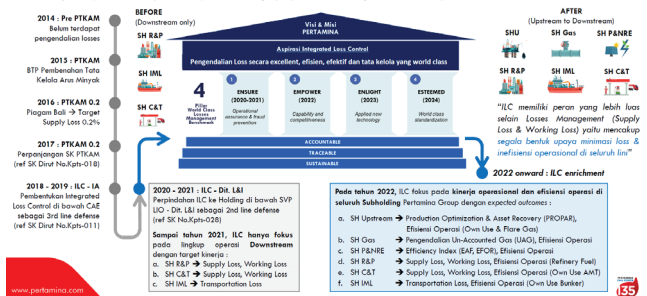 2014 : Pre PTKAM
Belum terdapat
pengendalian losses
2015 : PTKAM
BTP Pembenahan Tata
Kelola Arus Minyak
2016 : PTKAM 0.2
Piagam Bali → Target
Supply Loss 0.2%
2017 : PTKAM 0.2
Perpanjangan SK PTKAM
(ref SK Dirut No.Kpts-018)
2018 - 2019 : ILC - IA
Pembentukan Integrated
Loss Control di bawah CAE
sebagai 3rd line defense
(ref SK Dirut No.Kpts-011)
www.pertamina.com
BEFORE
(Downstream only)
SH R&P
SH IML
SH C&T
Visi & Misi
PERTAMINA
Aspirasi Integrated Loss Control
Pengendalian Loss secara excellent, efisien, efektif dan tata kelola yang world class
4
Pillar
World Class
Losses
Management
Benchmark
1
ENSURE
(2020-2021)
Operational
assurance & fraud
prevention
2
EMPOWER
(2022)
Capability and
competitiveness
3
ENLIGHT
(2023)
Applied new
technology
4
ESTEEMED
(2024)
World class
standardization
ACCOUNTABLE
TRACEABLE
SUSTAINABLE
AFTER
(Upstream to Downstream)
SHU
SH Gas
SH P&NRE
SH R&P
SH IML
SH C&T
"ILC memiliki peran yang lebih luas
selain Losses Management (Supply
Loss & Working Loss) yaitu mencakup
segala bentuk upaya minimasi loss &
inefisiensi operasional di seluruh lini"
2022 onward : ILC enrichment
2020 - 2021 : ILC - Dit. L&I
Perpindahan ILC ke Holding di bawah SVP
LIO - Dit. L&I sebagai 2nd line defense
(ref SK No.Kpts-028)
Sampai tahun 2021, ILC hanya fokus
pada lingkup operasi Downstream
dengan target kinerja :
a. SH R&P → Supply Loss, Working Loss
b. SH C&T → Supply Loss, Working Loss
c. SH IML → Transportation Loss
Pada tahun 2022, ILC fokus pada kinerja operasional dan efisiensi operasi di
seluruh Subholding Pertamina Group dengan expected outcomes :
a. SH Upstream → Production Optimization & Asset Recovery (PROPAR),
Efisiensi Operasi (Own Use & Flare Gas)
b. SH Gas → Pengendalian Un-Accounted Gas (UAG), Efisiensi Operasi
c. SH P&NRE → Efficiency Index (EAF, EFOR), Efisiensi Operasi
d. SH R&P → Supply Loss, Working Loss, Efisiensi Operasi (Refinery Fuel)
e. SH C&T → Supply Loss, Working Loss, Efisiensi Operasi (Own Use AMT)
f. SH IML → Transportation Loss, Efisiensi Operasi (Own Use Bunker)
35